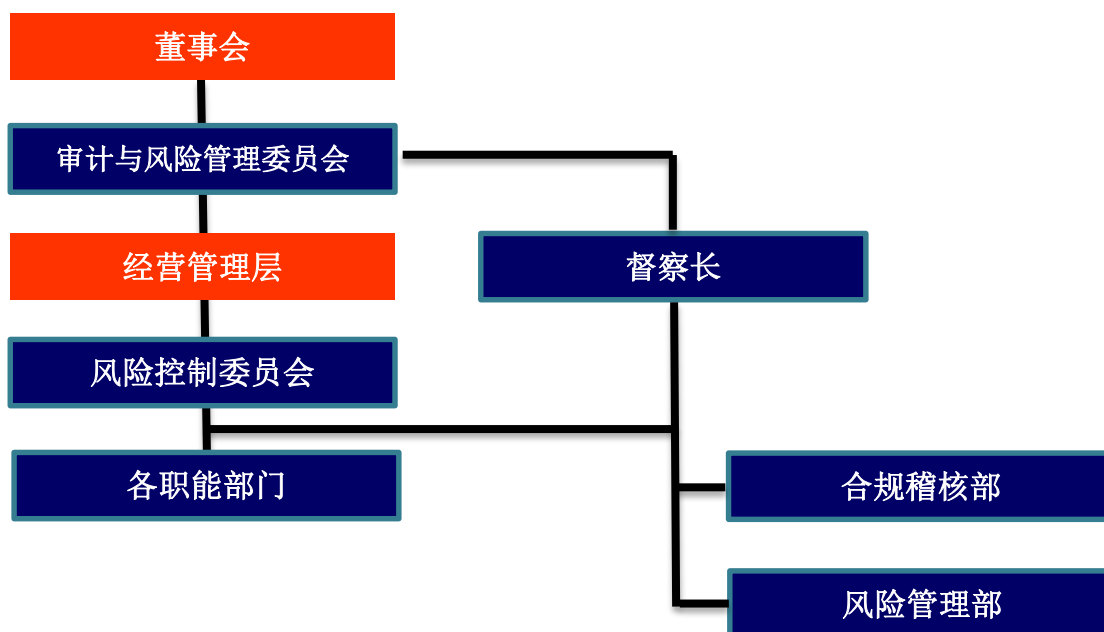 董事会
审计与风险管理委员会
经营管理层
督察长
风险控制委员会
各职能部门
合规稽核部
风险管理部